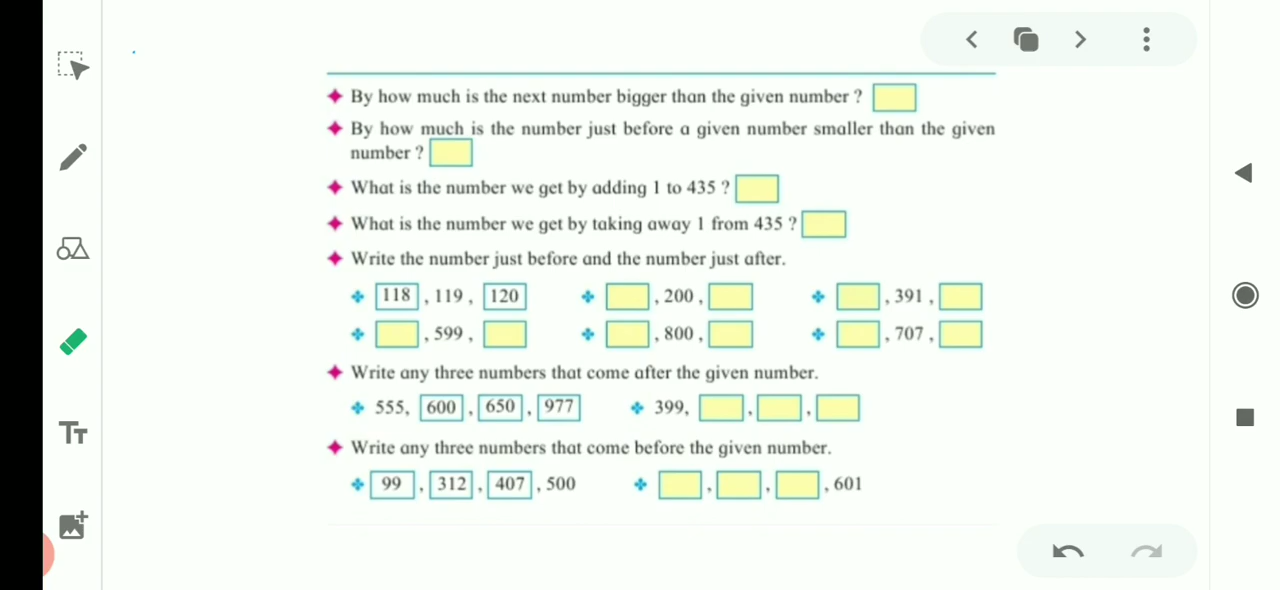 By how much is the next number bigger than the given number ?
By how much is the number just before a given number smaller than the given
number ?
What is the number we get by adding 1 to 435 ?
What is the number we get by taking away 1 from 435 ?
Write the number just before and the number just after.
118 , 119 , 120 , 200 , , 391 ,
, 599 , , 800 , , 707 ,
Write any three numbers that come after the given number.
555, 600 , 650 , 977 399, , ,
Write any three numbers that come before the given number.
99 , 312 , 407 , 500 , , , 601
TT